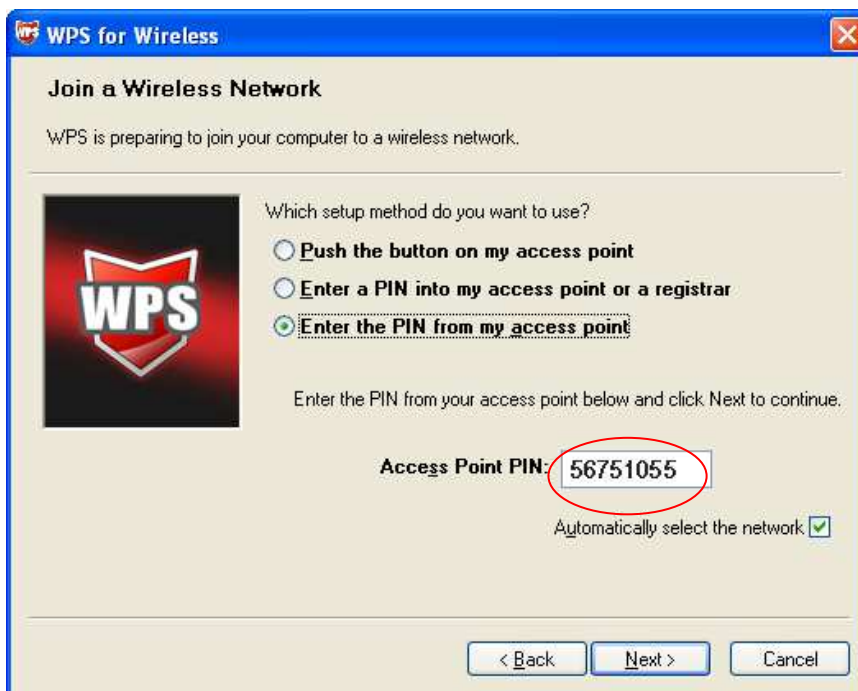 WPS for Wireless
Join a Wireless Network
WPS is preparing to join your computer to a wireless network.
WPS
Which setup method do you want to use?
Push the button on my access point
Enter a PIN into my access point or a registrar
Enter the PIN from my access point
Enter the PIN from your access point below and click Next to continue.
Access Point PIN: 56751055
Automatically select the network
< Back Next > Cancel